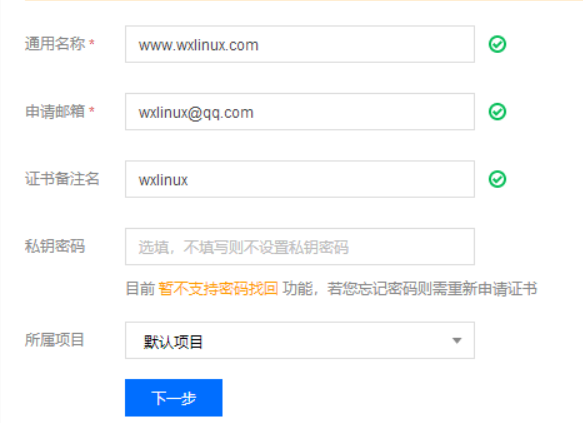 通用名称 * www.wxlinux.com
申请邮箱 * wxlinux@qq.com
证书备注名 wxlinux
私钥密码 选填，不填写则不设置私钥密码
目前 暂不支持密码找回 功能，若您忘记密码则需重新申请证书
所属项目 默认项目
下一步